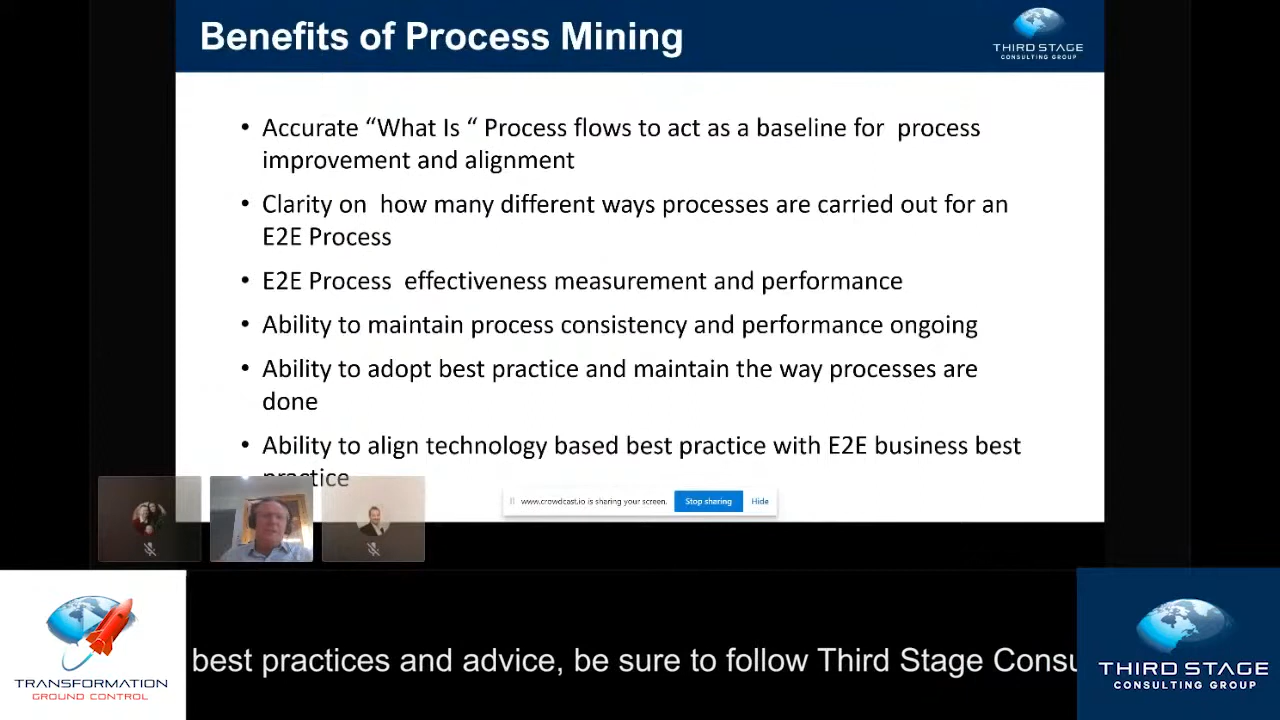 Benefits of Process Mining
THIRD STAGE
CONSULTING GROUP
• Accurate “What Is “ Process flows to act as a baseline for  process
improvement and alignment
• Clarity on  how many different ways processes are carried out for an
E2E Process
• E2E Process  effectiveness measurement and performance
• Ability to maintain process consistency and performance ongoing
• Ability to adopt best practice and maintain the way processes are
done
• Ability to align technology based best practice with E2E business best
practice
www.crowdcast.io is sharing your screen. Stop sharing Hide
TRANSFORMATION
GROUND CONTROL
best practices and advice, be sure to follow Third Stage Consu
THIRD STAGE
CONSULTING GROUP